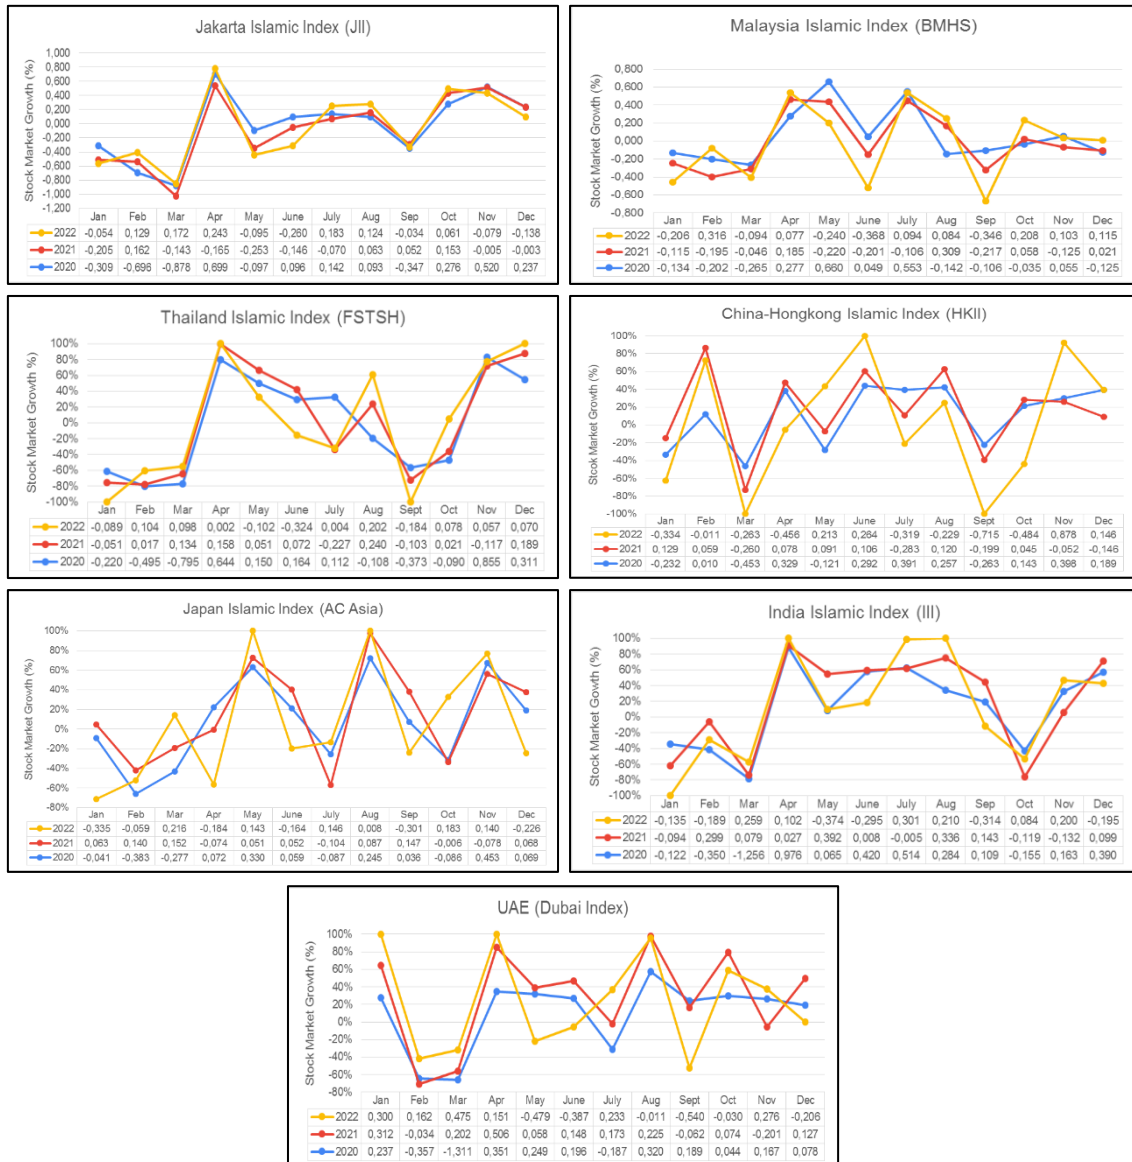 Jakarta Islamic Index (JII)
Stock Market Growth (%)
1,000
0,800
0,600
0,400
0,200
0,000
-0,200
-0,400
-0,600
-0,800
-1,000
-1,200
Jan Feb Mar Apr May June July Aug Sep Oct Nov Dec
2022 -0,054 0,129 0,172 0,243 -0,095 -0,260 0,183 0,124 -0,034 0,061 -0,079 -0,138
2021 -0,205 0,162 -0,143 -0,165 -0,253 -0,146 -0,070 0,063 0,052 0,153 -0,005 -0,003
2020 -0,309 -0,696 -0,878 0,699 -0,097 0,096 0,142 0,093 -0,347 0,276 0,520 0,237
Malaysia Islamic Index (BMHS)
Stock Market Growth (%)
0,800
0,600
0,400
0,200
0,000
-0,200
-0,400
-0,600
-0,800
Jan Feb Mar Apr May June July Aug Sep Oct Nov Dec
2022 -0,206 0,316 -0,094 0,077 -0,240 -0,368 0,094 0,084 -0,346 0,208 0,103 0,115
2021 -0,115 -0,195 -0,046 0,185 -0,220 -0,201 -0,106 0,309 -0,217 0,058 -0,125 0,021
2020 -0,134 -0,202 -0,265 0,277 0,660 0,049 0,553 -0,142 -0,106 -0,035 0,055 -0,125
Thailand Islamic Index (FSTSH)
Stock Market Growth %)
100%
80%
60%
40%
20%
0%
-20%
-40%
-60%
-80%
-100%
Jan Feb Mar Apr May June July Aug Sept Oct Nov Dec
2022 -0,089 0,104 0,098 0,002 -0,102 -0,324 0,004 0,202 -0,184 0,078 0,057 0,070
2021 -0,051 0,017 0,134 0,158 0,051 0,072 -0,227 0,240 -0,103 0,021 -0,117 0,189
2020 -0,220 -0,495 -0,795 0,644 0,150 0,164 0,112 -0,108 -0,373 -0,090 0,855 0,311
China-Hongkong Islamic Index (HKII)
Stock Market Growth (%)
100%
80%
60%
40%
20%
0%
-20%
-40%
-60%
-80%
-100%
Jan Feb Mar Apr May June July Aug Sept Oct Nov Dec
2022 -0,334 -0,011 -0,263 -0,456 0,213 0,264 -0,319 -0,229 -0,715 -0,484 0,878 0,146
2021 0,129 0,059 -0,260 0,078 0,091 0,106 -0,283 0,120 -0,199 0,045 -0,052 -0,146
2020 -0,232 0,010 -0,453 0,329 -0,121 0,292 0,391 0,257 -0,263 0,143 0,398 0,189
Japan Islamic Index (AC Asia)
Stock Market Growth (%)
100%
80%
60%
40%
20%
0%
-20%
-40%
-60%
-80%
Jan Feb Mar Apr May June July Aug Sept Oct Nov Dec
2022 -0,335 -0,059 0,216 -0,184 0,143 -0,164 0,146 0,008 -0,301 0,183 0,140 -0,226
2021 0,063 0,140 0,152 -0,074 0,051 0,052 -0,104 0,087 0,147 -0,006 -0,078 0,068
2020 -0,041 -0,383 -0,277 0,072 0,330 0,059 -0,087 0,245 0,036 -0,086 0,453 0,069
India Islamic Index (III)
Stock Market Growth (%)
100%
80%
60%
40%
20%
0%
-20%
-40%
-60%
-80%
-100%
Jan Feb Mar Apr May June July Aug Sep Oct Nov Dec
2022 -0,135 -0,189 0,259 0,102 -0,374 -0,295 0,301 0,210 -0,314 0,084 0,200 -0,195
2021 -0,094 0,299 0,079 0,027 0,392 0,008 -0,005 0,336 0,143 -0,119 -0,132 0,099
2020 -0,122 -0,350 -1,256 0,976 0,065 0,420 0,514 0,284 0,109 -0,155 0,163 0,390
UAE (Dubai Index)
Stock Market Growth (%)
100%
80%
60%
40%
20%
0%
-20%
-40%
-60%
-80%
Jan Feb Mar Apr May June July Aug Sept Oct Nov Dec
2022 0,300 0,162 0,475 0,151 -0,479 -0,387 0,233 -0,011 -0,540 -0,030 0,276 -0,206
2021 0,312 -0,034 0,202 0,506 0,058 0,148 0,173 0,225 -0,062 0,074 -0,201 0,127
2020 0,237 -0,357 -1,311 0,351 0,249 0,196 -0,187 0,320 0,189 0,044 0,167 0,078